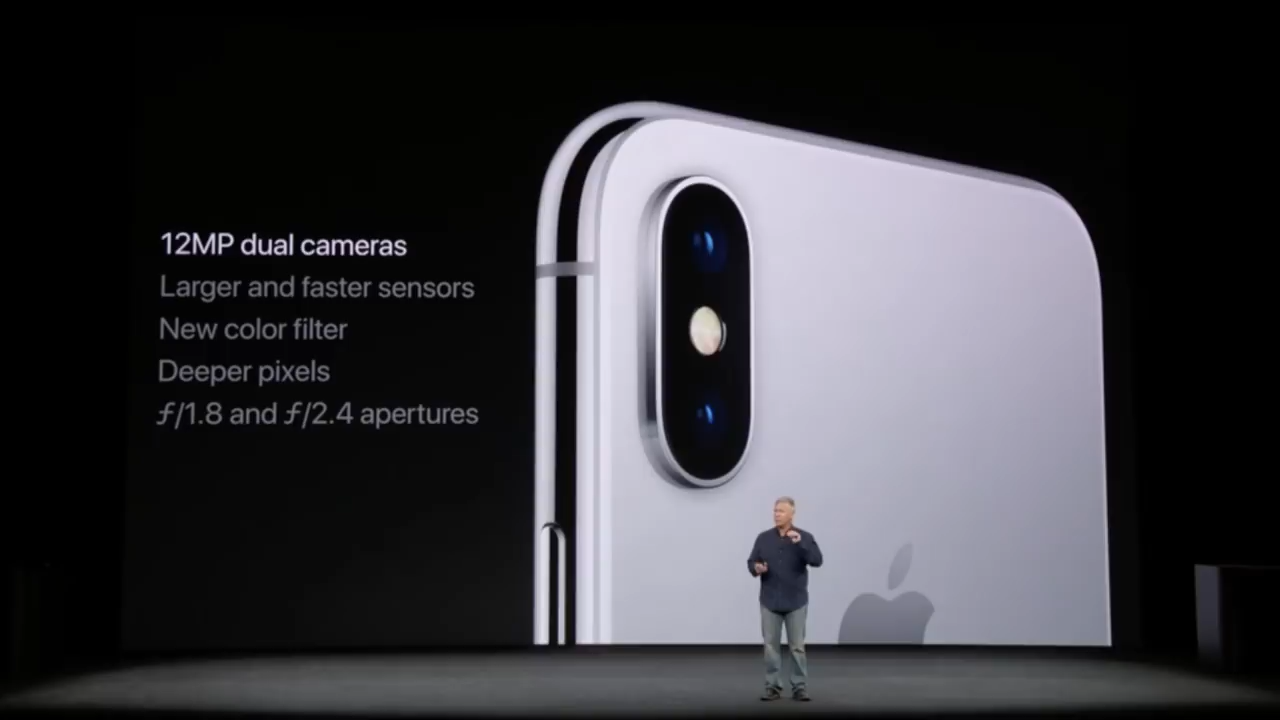 12MP dual cameras
Larger and faster sensors
New color filter
Deeper pixels
ƒ/1.8 and ƒ/2.4 apertures